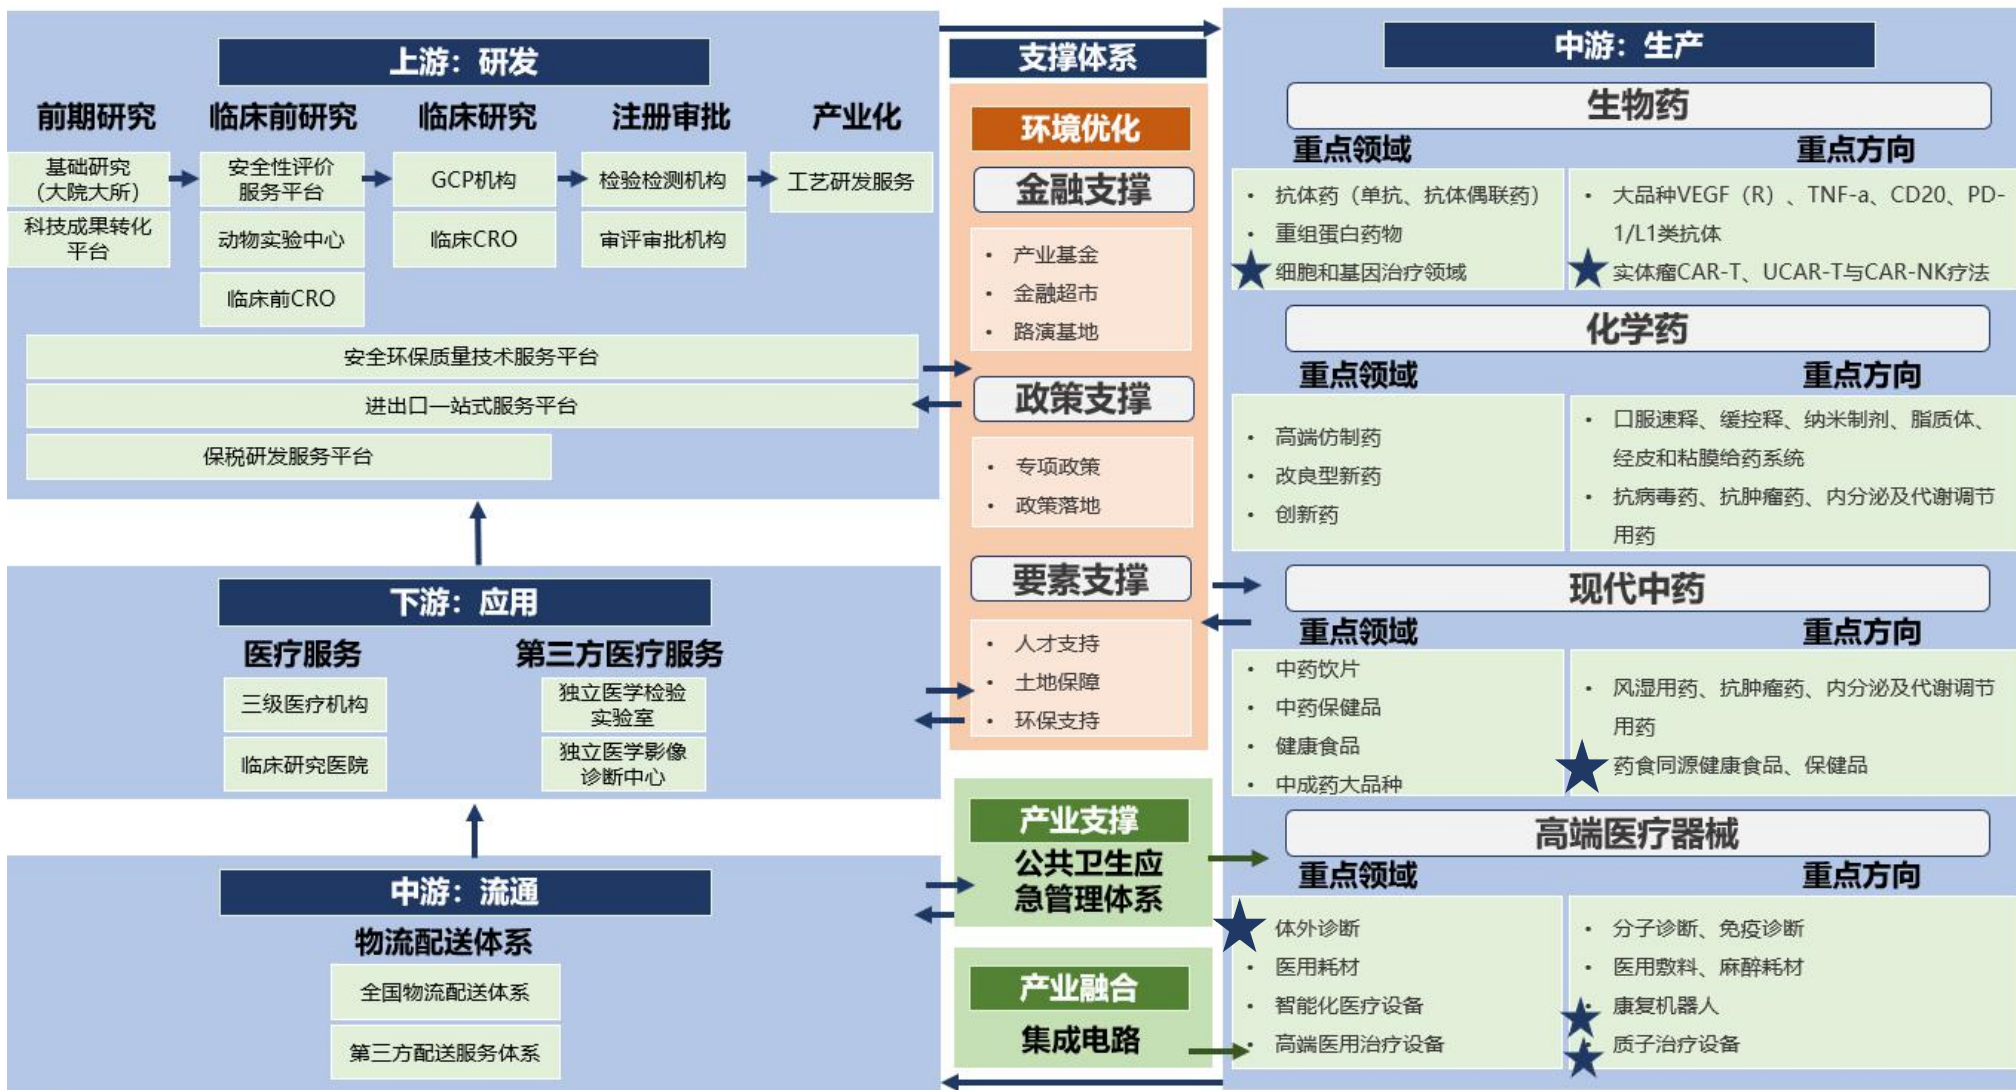 上游：研发
前期研究
临床前研究
临床研究
注册审批
产业化
基础研究
（大院大所）
科技成果转化
平台
安全性评价
服务平台
动物实验中心
临床前CRO
GCP机构
临床CRO
检验检测机构
审评审批机构
工艺研发服务
安全环保质量技术服务平台
进出口一站式服务平台
保税研发服务平台
下游：应用
医疗服务
三级医疗机构
临床研究医院
第三方医疗服务
独立医学检验
实验室
独立医学影像
诊断中心
中游：流通
物流配送体系
全国物流配送体系
第三方配送服务体系
支撑体系
环境优化
金融支撑
• 产业基金
• 金融超市
• 路演基地
政策支撑
• 专项政策
• 政策落地
要素支撑
• 人才支持
• 土地保障
• 环保支持
产业支撑
公共卫生应
急管理体系
产业融合
集成电路
中游：生产
生物药
重点领域
• 抗体药（单抗、抗体偶联药）
• 重组蛋白药物
细胞和基因治疗领域
重点方向
• 大品种VEGF（R）、TNF-a、CD20、PD-
1/L1类抗体
实体瘤CAR-T、UCAR-T与CAR-NK疗法
化学药
重点领域
• 高端仿制药
• 改良型新药
• 创新药
重点方向
• 口服速释、缓控释、纳米制剂、脂质体、
经皮和粘膜给药系统
• 抗病毒药、抗肿瘤药、内分泌及代谢调节
用药
现代中药
重点领域
• 中药饮片
• 中药保健品
• 健康食品
• 中成药大品种
重点方向
• 风湿用药、抗肿瘤药、内分泌及代谢调节
用药
药食同源健康食品、保健品
高端医疗器械
重点领域
体外诊断
• 医用耗材
• 智能化医疗设备
• 高端医用治疗设备
重点方向
• 分子诊断、免疫诊断
• 医用敷料、麻醉耗材
• 康复机器人
• 质子治疗设备